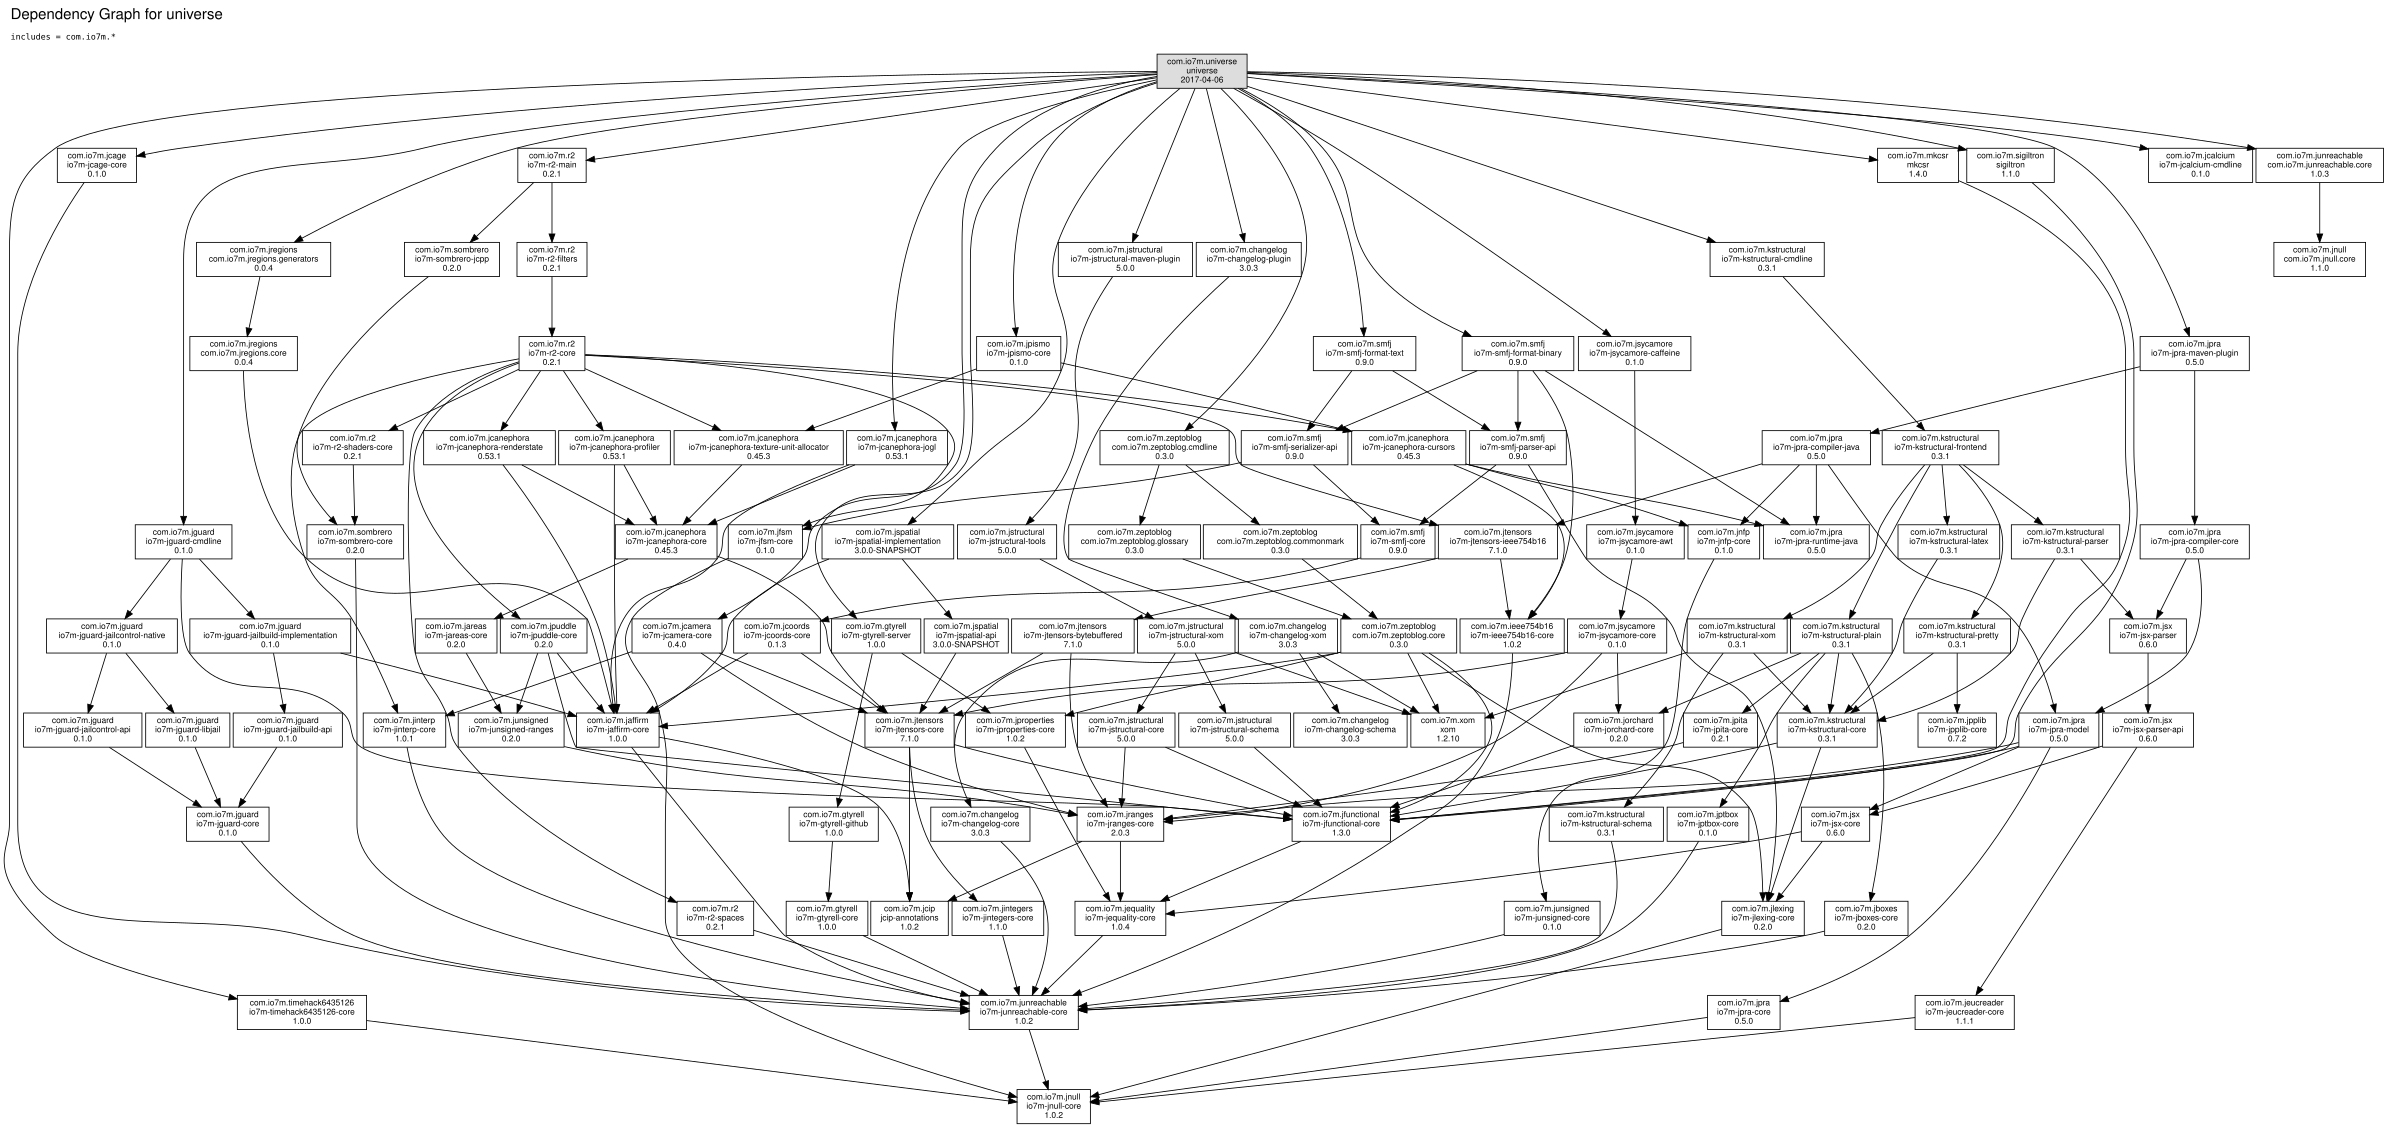 Dependency Graph for universe
includes = com.io7m.*
com.io7m.universe
universe
2017-04-06
com.io7m.jcage
io7m-jcage-core
0.1.0
com.io7m.r2
io7m-r2-main
0.2.1
com.io7m.mkcsr
mkcsr
1.4.0
com.io7m.sigiltron
sigiltron
1.1.0
com.io7m.jcalcium
io7m-jcalcium-cmdline
0.1.0
com.io7m.junreachable
com.io7m.junreachable.core
1.0.3
com.io7m.jregions
com.io7m.jregions.generators
0.0.4
com.io7m.sombrero
io7m-sombrero-jcpp
0.2.0
com.io7m.r2
io7m-r2-filters
0.2.1
com.io7m.jstructural
io7m-jstructural-maven-plugin
5.0.0
com.io7m.changelog
io7m-changelog-plugin
3.0.3
com.io7m.kstructural
io7m-kstructural-cmdline
0.3.1
com.io7m.jnull
com.io7m.jnull.core
1.1.0
com.io7m.jregions
com.io7m.jregions.core
0.0.4
com.io7m.r2
io7m-r2-core
0.2.1
com.io7m.jpismo
io7m-jpismo-core
0.1.0
com.io7m.smfj
io7m-smfj-format-text
0.9.0
com.io7m.smfj
io7m-smfj-format-binary
0.9.0
com.io7m.jsycamore
io7m-jsycamore-caffeine
0.1.0
com.io7m.jpra
io7m-jpra-maven-plugin
0.5.0
com.io7m.r2
io7m-r2-shaders-core
0.2.1
com.io7m.jcanephora
io7m-jcanephora-renderstate
0.53.1
com.io7m.jcanephora
io7m-jcanephora-profiler
0.53.1
com.io7m.jcanephora
io7m-jcanephora-texture-unit-allocator
0.45.3
com.io7m.jcanephora
io7m-jcanephora-jogl
0.53.1
com.io7m.zeptoblog
com.io7m.zeptoblog.cmdline
0.3.0
com.io7m.smfj
io7m-smfj-serializer-api
0.9.0
com.io7m.jcanephora
io7m-jcanephora-cursors
0.45.3
com.io7m.smfj
io7m-smfj-parser-api
0.9.0
com.io7m.jpra
io7m-jpra-compiler-java
0.5.0
com.io7m.kstructural
io7m-kstructural-frontend
0.3.1
com.io7m.jguard
io7m-jguard-cmdline
0.1.0
com.io7m.sombrero
io7m-sombrero-core
0.2.0
com.io7m.jcanephora
io7m-jcanephora-core
0.45.3
com.io7m.jfsm
io7m-jfsm-core
0.1.0
com.io7m.jspatial
io7m-jspatial-implementation
3.0.0-SNAPSHOT
com.io7m.jstructural
io7m-jstructural-tools
5.0.0
com.io7m.zeptoblog
com.io7m.zeptoblog.glossary
0.3.0
com.io7m.zeptoblog
com.io7m.zeptoblog.commonmark
0.3.0
com.io7m.smfj
io7m-smfj-core
0.9.0
com.io7m.jtensors
io7m-jtensors-ieee754b16
7.1.0
com.io7m.jsycamore
io7m-jsycamore-awt
0.1.0
com.io7m.jnfp
io7m-jnfp-core
0.1.0
com.io7m.jpra
io7m-jpra-runtime-java
0.5.0
com.io7m.kstructural
io7m-kstructural-latex
0.3.1
com.io7m.kstructural
io7m-kstructural-parser
0.3.1
com.io7m.jpra
io7m-jpra-compiler-core
0.5.0
com.io7m.jguard
io7m-jguard-jailcontrol-native
0.1.0
com.io7m.jguard
io7m-jguard-jailbuild-implementation
0.1.0
com.io7m.jareas
io7m-jareas-core
0.2.0
com.io7m.jpuddle
io7m-jpuddle-core
0.2.0
com.io7m.jcamera
io7m-jcamera-core
0.4.0
com.io7m.jcoords
io7m-jcoords-core
0.1.3
com.io7m.gtyrell
io7m-gtyrell-server
1.0.0
com.io7m.jspatial
io7m-jspatial-api
3.0.0-SNAPSHOT
com.io7m.jtensors
io7m-jtensors-bytebuffered
7.1.0
com.io7m.jstructural
io7m-jstructural-xom
5.0.0
com.io7m.changelog
io7m-changelog-xom
3.0.3
com.io7m.zeptoblog
com.io7m.zeptoblog.core
0.3.0
com.io7m.ieee754b16
io7m-ieee754b16-core
1.0.2
com.io7m.jsycamore
io7m-jsycamore-core
0.1.0
com.io7m.kstructural
io7m-kstructural-xom
0.3.1
com.io7m.kstructural
io7m-kstructural-plain
0.3.1
com.io7m.kstructural
io7m-kstructural-pretty
0.3.1
com.io7m.jsx
io7m-jsx-parser
0.6.0
com.io7m.jguard
io7m-jguard-jailcontrol-api
0.1.0
com.io7m.jguard
io7m-jguard-libjail
0.1.0
com.io7m.jguard
io7m-jguard-jailbuild-api
0.1.0
com.io7m.jinterp
io7m-jinterp-core
1.0.1
com.io7m.junsigned
io7m-junsigned-ranges
0.2.0
com.io7m.jaffirm
io7m-jaffirm-core
1.0.0
com.io7m.jtensors
io7m-jtensors-core
7.1.0
com.io7m.jproperties
io7m-jproperties-core
1.0.2
com.io7m.jstructural
io7m-jstructural-core
5.0.0
com.io7m.jstructural
io7m-jstructural-schema
5.0.0
com.io7m.changelog
io7m-changelog-schema
3.0.3
com.io7m.xom
xom
1.2.10
com.io7m.jorchard
io7m-jorchard-core
0.2.0
com.io7m.jpita
io7m-jpita-core
0.2.1
com.io7m.kstructural
io7m-kstructural-core
0.3.1
com.io7m.jpplib
io7m-jpplib-core
0.7.2
com.io7m.jpra
io7m-jpra-model
0.5.0
com.io7m.jsx
io7m-jsx-parser-api
0.6.0
com.io7m.jguard
io7m-jguard-core
0.1.0
com.io7m.gtyrell
io7m-gtyrell-github
1.0.0
com.io7m.changelog
io7m-changelog-core
3.0.3
com.io7m.jranges
io7m-jranges-core
2.0.3
com.io7m.jfunctional
io7m-jfunctional-core
1.3.0
com.io7m.kstructural
io7m-kstructural-schema
0.3.1
com.io7m.jptbox
io7m-jptbox-core
0.1.0
com.io7m.jsx
io7m-jsx-core
0.6.0
com.io7m.r2
io7m-r2-spaces
0.2.1
com.io7m.gtyrell
io7m-gtyrell-core
1.0.0
com.io7m.jcip
jcip-annotations
1.0.2
com.io7m.jintegers
io7m-jintegers-core
1.1.0
com.io7m.jequality
io7m-jequality-core
1.0.4
com.io7m.junsigned
io7m-junsigned-core
0.1.0
com.io7m.jlexing
io7m-jlexing-core
0.2.0
com.io7m.jboxes
io7m-jboxes-core
0.2.0
com.io7m.timehack6435126
io7m-timehack6435126-core
1.0.0
com.io7m.junreachable
io7m-junreachable-core
1.0.2
com.io7m.jpra
io7m-jpra-core
0.5.0
com.io7m.jeucreader
io7m-jeucreader-core
1.1.1
com.io7m.jnull
io7m-jnull-core
1.0.2